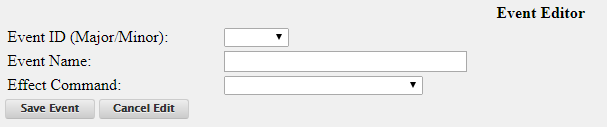 Event Editor
Event ID (Major/Minor):
Event Name:
Effect Command:
Save Event Cancel Edit